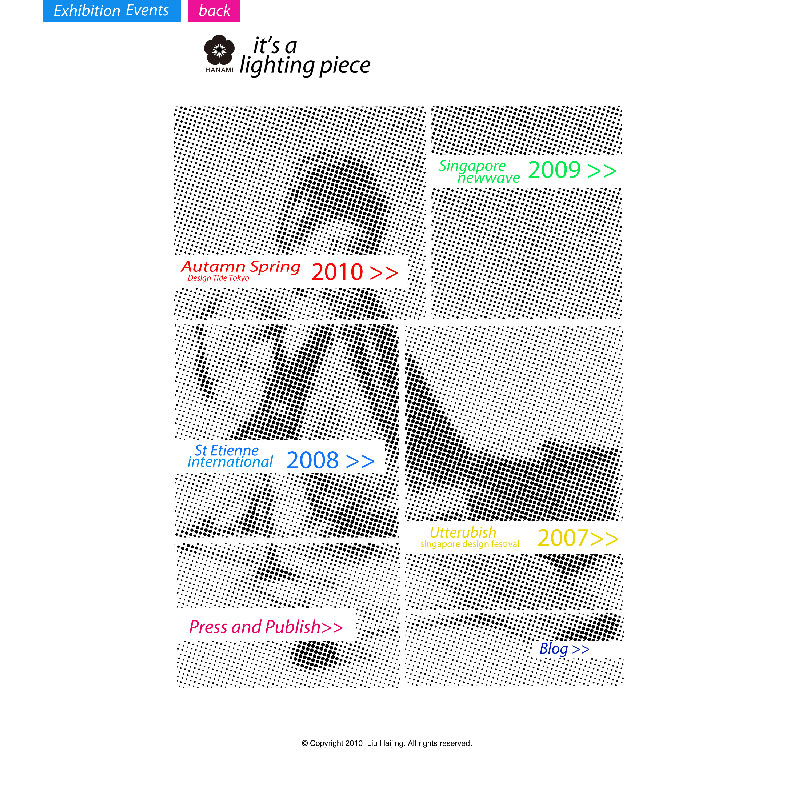 Exhibition Events
back
it's a
HANAMI
lighting piece
Singapore
newwave
2009 >>
Autamn Spring
Design Tide Tokyo
2010 >>
St Etienne
international
2008 >>
Utterubish
singapore design festival
2007>>
Press and Publish>>
Blog >>
© Copyright 2010 Liu Hailing. All rights reserved.